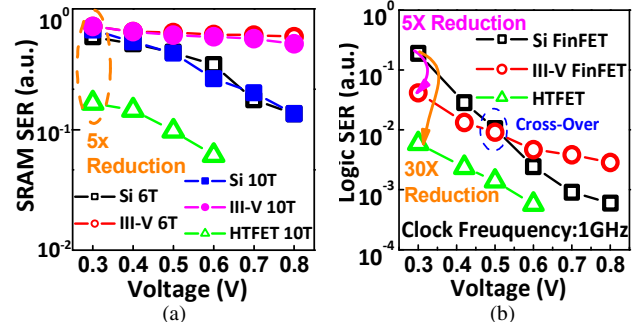 (a)
SRAM SER (a.u.)
10^0
10^-1
10^-2
5x
Reduction
Si 6T
Si 10T
III-V 6T
III-V 10T
HTFET 10T
0.3 0.4 0.5 0.6 0.7 0.8
Voltage (V)
(a)
(b)
Logic SER (a.u.)
10^0
10^-1
10^-2
10^-3
10^-4
5X Reduction
Si FinFET
III-V FinFET
HTFET
Cross-Over
30X
Reduction
Clock Freuquency:1GHz
0.3 0.4 0.5 0.6 0.7 0.8
Voltage (V)
(b)